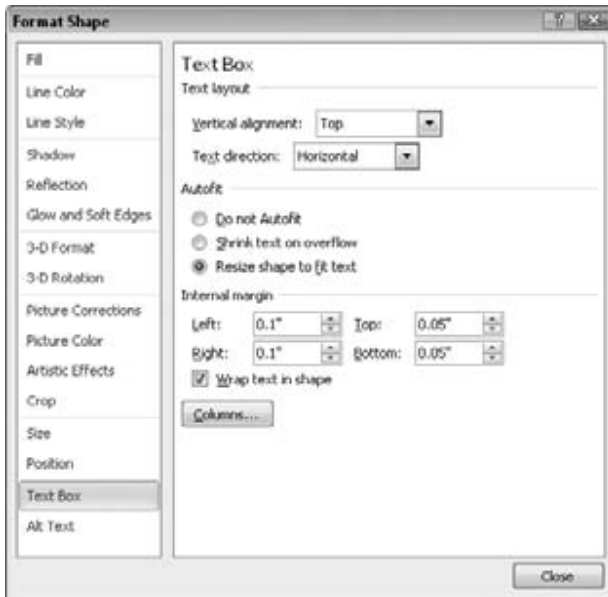 Format Shape
Fill
Line Color
Line Style
Shadow
Reflection
Glow and Soft Edges
3-D Format
3-D Rotation
Picture Corrections
Picture Color
Artistic Effects
Crop
Size
Position
Text Box
Alt Text
Text Box
Text layout
Vertical alignment: Top
Text direction: Horizontal
Autofit
Do not Autofit
Shrink text on overflow
Resize shape to fit text
Internal margin
Left: 0.1" Top: 0.05"
Right: 0.1" Bottom: 0.05"
Wrap text in shape
Columns...
Close